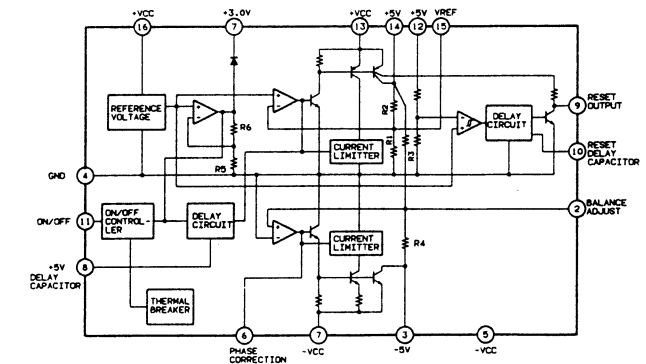 +VCC +3.0V +VCC +5V +5V VREF
16 7 13 14 12 15
REFERENCE
VOLTAGE
R6
R5
R2
R1
R3
CURRENT
LIMITTER
DELAY
CIRCUIT
9 RESET
OUTPUT
10 RESET
DELAY
CAPACITOR
GND 4
ON/OFF 11
ON/OFF
CONTROL-
LER
DELAY
CIRCUIT
2 BALANCE
ADJUST
+5V 8
DELAY
CAPACITOR
CURRENT
LIMITTER
R4
THERMAL
BREAKER
6 7 3 5
PHASE
CORRECTION
-VCC -5V -VCC
+ - + - + - + -